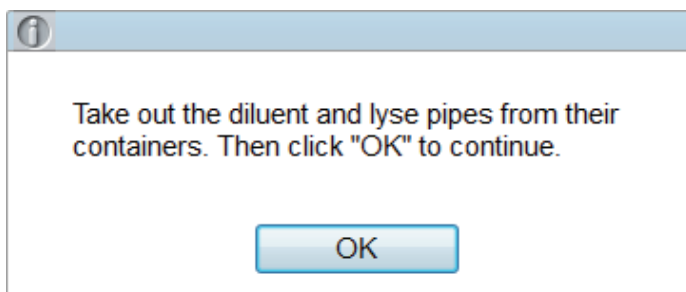 Take out the diluent and lyse pipes from their
containers. Then click "OK" to continue.
OK